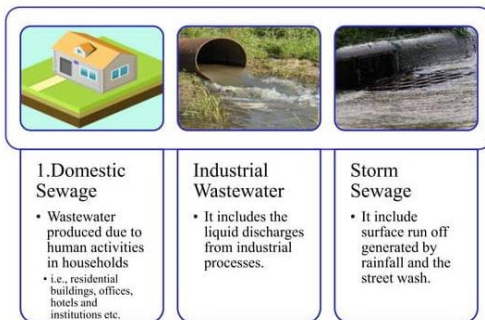 1.Domestic
Sewage
• Wastewater
produced due to
human activities
in households
• i.e., residential
buildings, offices,
hotels and
institutions etc.
Industrial
Wastewater
• It includes the
liquid discharges
from industrial
processes.
Storm
Sewage
• It include
surface run off
generated by
rainfall and the
street wash.